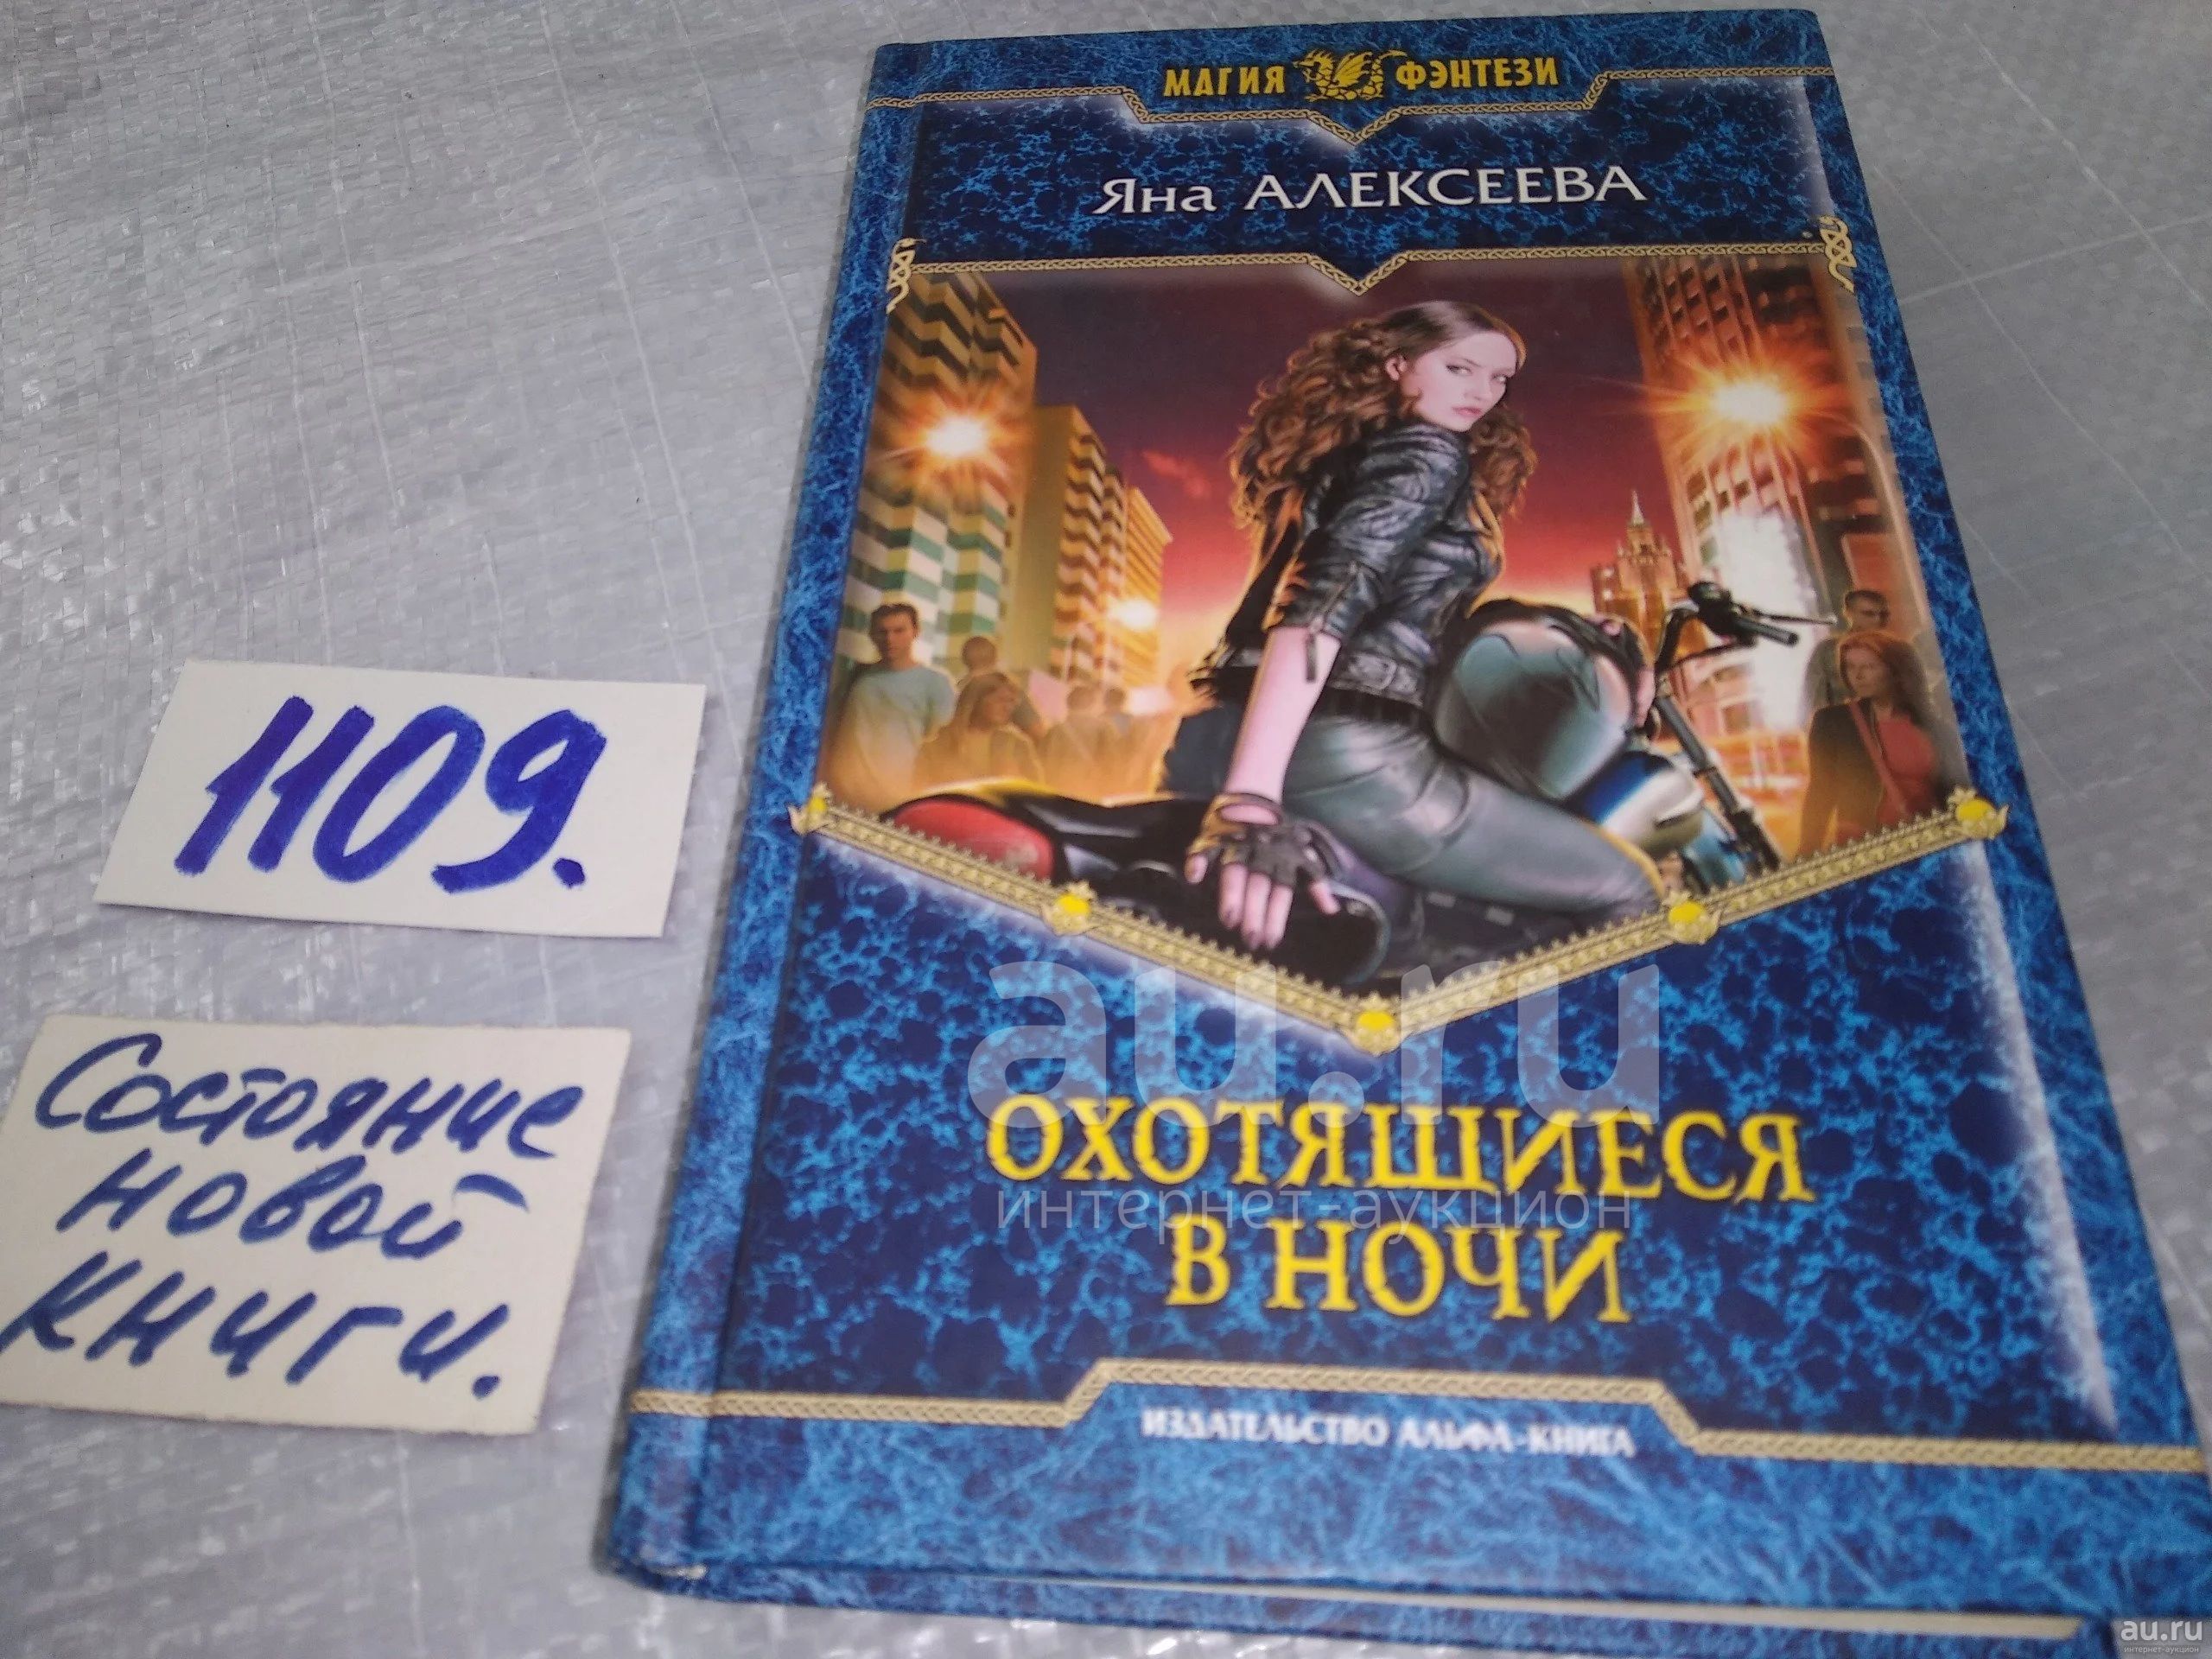 МАГИЯ ФЭНТЕЗИ
Яна АЛЕКСЕЕВА
1109.
Состояние
новой
книги.
au.ru
ОХОТЯЩИЕСЯ
интернет-аукцион
В НОЧИ
ИЗДАТЕЛЬСТВО АЛЬФА-КНИГА
au.ru
интернет-аукцион